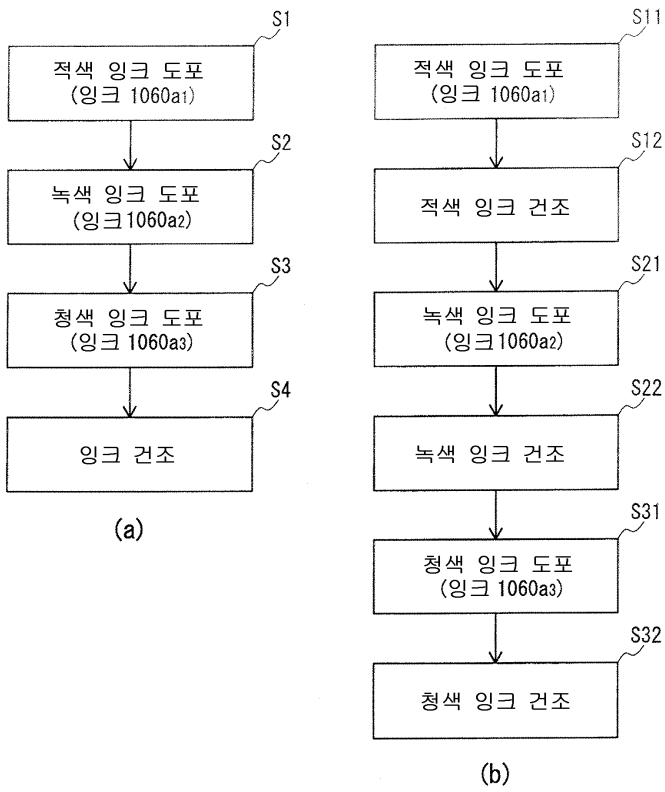 S1
적색 잉크 도포
(잉크 1060a1)
S2
녹색 잉크 도포
(잉크1060a2)
S3
청색 잉크 도포
(잉크 1060a3)
S4
잉크 건조
(a)
S11
적색 잉크 도포
(잉크 1060a1)
S12
적색 잉크 건조
S21
녹색 잉크 도포
(잉크1060a2)
S22
녹색 잉크 건조
S31
청색 잉크 도포
(잉크 1060a3)
S32
청색 잉크 건조
(b)